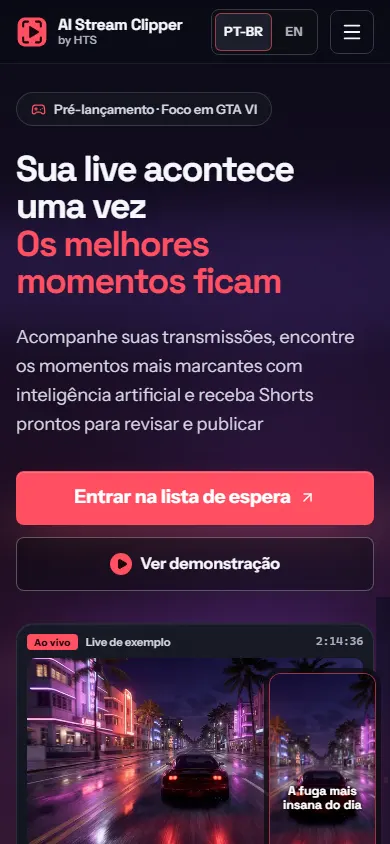 AI Stream Clipper
by HTS
PT-BR
EN
Pré-lançamento · Foco em GTA VI
Sua live acontece
uma vez
Os melhores
momentos ficam
Acompanhe suas transmissões, encontre
os momentos mais marcantes com
inteligência artificial e receba Shorts
prontos para revisar e publicar
Entrar na lista de espera
Ver demonstração
Ao vivo
Live de exemplo
2:14:36
A fuga mais
insana do dia